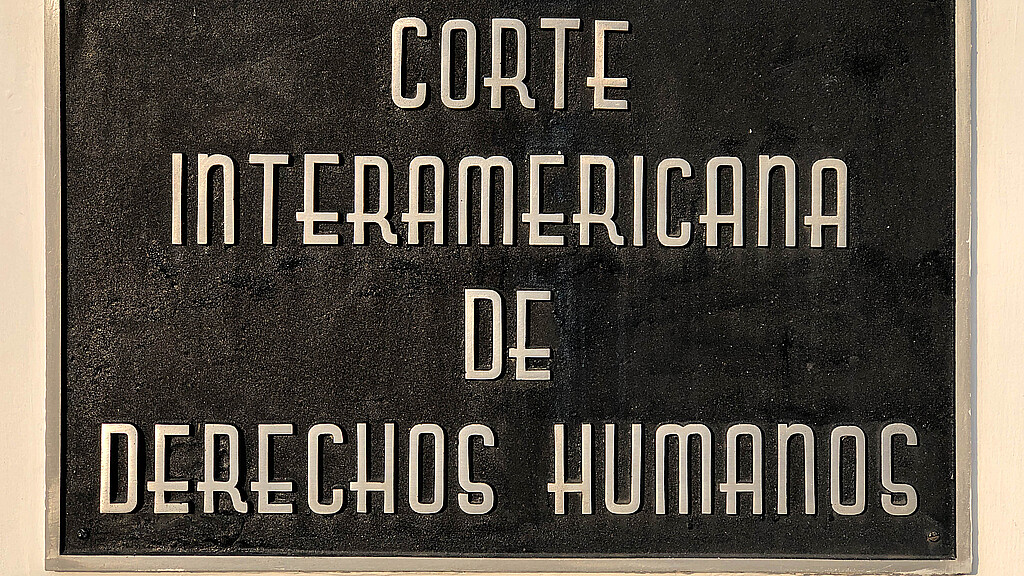 CORTE
INTERAMERICANA
DE
DERECHOS HUMANOS